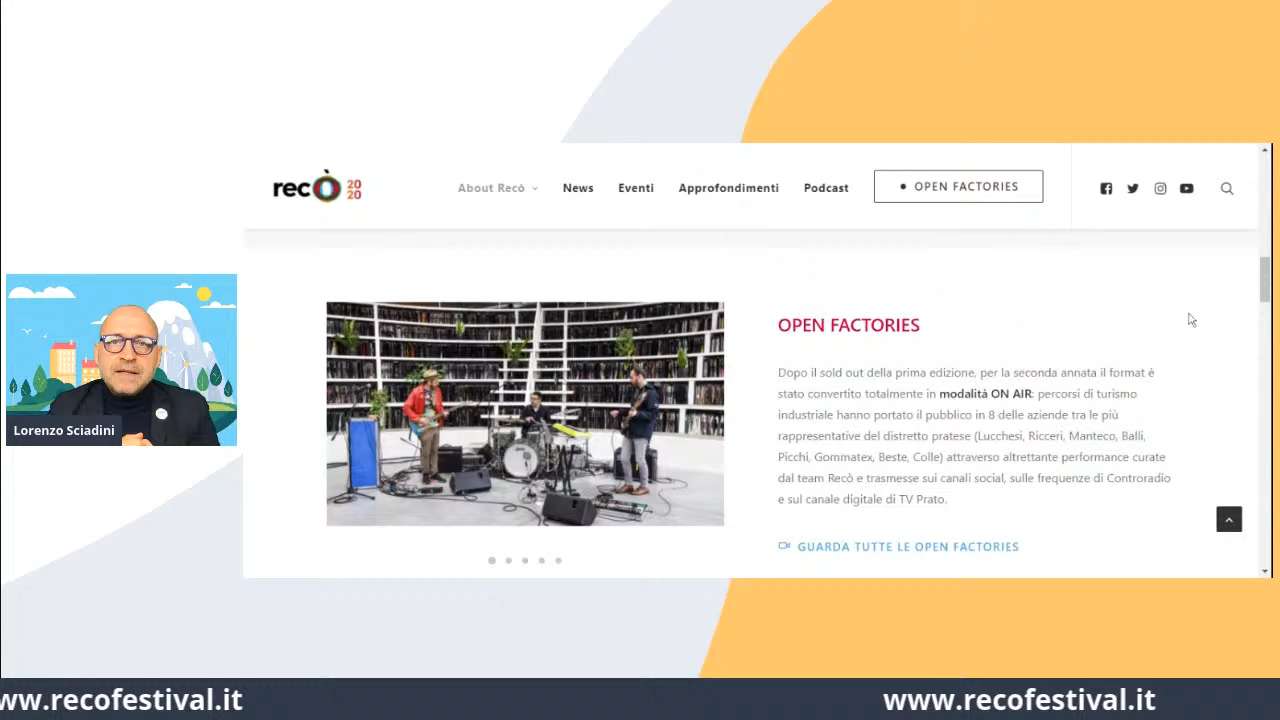 recÒ 20
20
About Recò
News
Eventi
Approfondimenti
Podcast
OPEN FACTORIES
Lorenzo Sciadini
OPEN FACTORIES
Dopo il sold out della prima edizione, per la seconda annata il format è
stato convertito totalmente in modalità ON AIR: percorsi di turismo
industriale hanno portato il pubblico in 8 delle aziende tra le più
rappresentative del distretto pratese (Lucchesi, Ricceri, Manteco, Balli,
Picchi, Gommatex, Beste, Colle) attraverso altrettante performance curate
dal team Recò e trasmesse sui canali social, sulle frequenze di Controradio
e sul canale digitale di TV Prato.
GUARDA TUTTE LE OPEN FACTORIES
ww.recofestival.it
www.recofestival.it